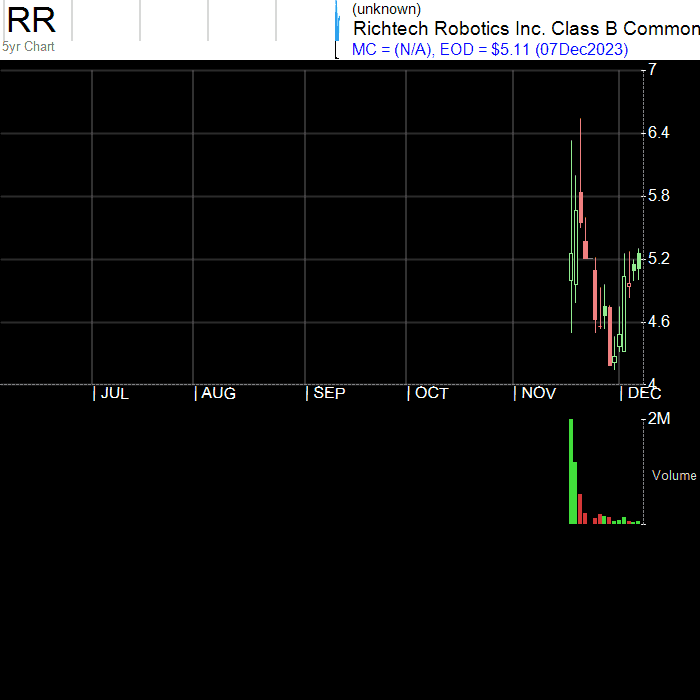 RR
5yr Chart
(unknown)
Richtech Robotics Inc. Class B Common
MC = (N/A), EOD = $5.11 (07Dec2023)
7
6.4
5.8
5.2
4.6
4
JUL AUG SEP OCT NOV DEC
2M
Volume